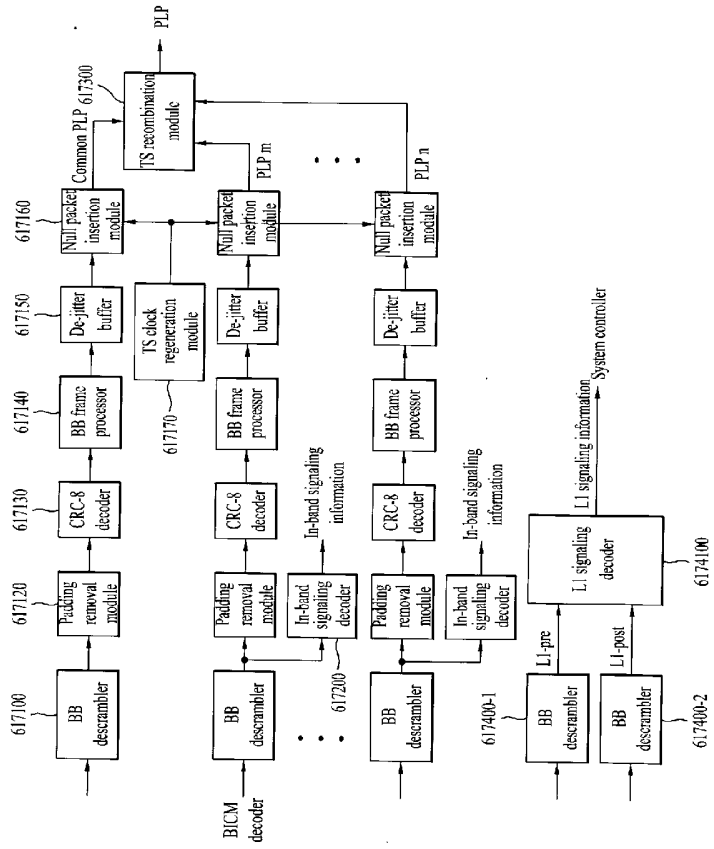 617100
617120
617130
617140
617150
617160
617300
BB
descrambler
Padding removal
module
CRC-8
decoder
BB frame
processor
De-jitter
buffer
Null packet
insertion
module
Common PLP
TS recombination
module
PLP
TS clock
regeneration
module
617170
BICM
decoder
BB
descrambler
Padding
removal
module
CRC-8
decoder
BB frame
processor
De-jitter
buffer
Null packet
insertion
module
PLP m
In-band
signaling
decoder
In-band signaling
information
617200
BB
descrambler
Padding
removal
module
CRC-8
decoder
BB frame
processor
De-jitter
buffer
Null packet
insertion
module
PLP n
In-band
signaling
decoder
In-band signaling
information
617400-1
BB
descrambler
L1-pre
BB
descrambler
L1-post
617400-2
L1 signaling
decoder
6174100
L1 signaling information
System controller